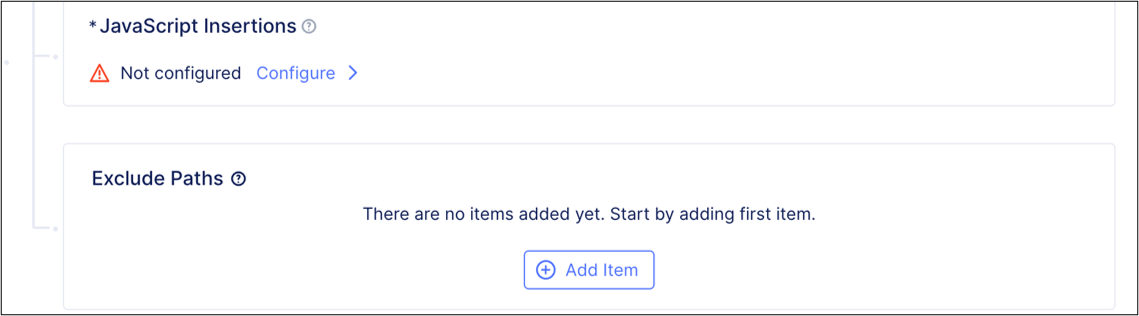 *JavaScript Insertions
Not configured Configure
Exclude Paths
There are no items added yet. Start by adding first item.
Add Item